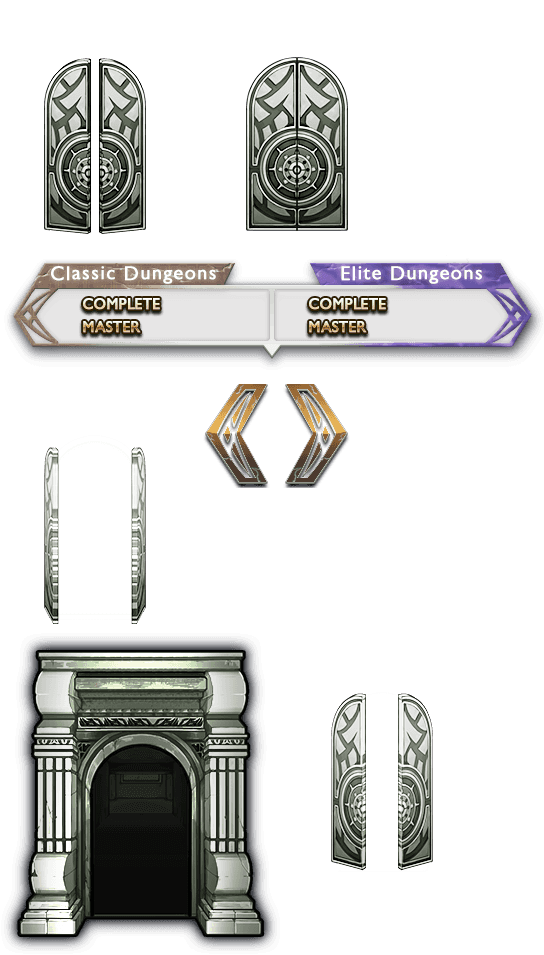 Classic Dungeons
Elite Dungeons
COMPLETE
MASTER
COMPLETE
MASTER